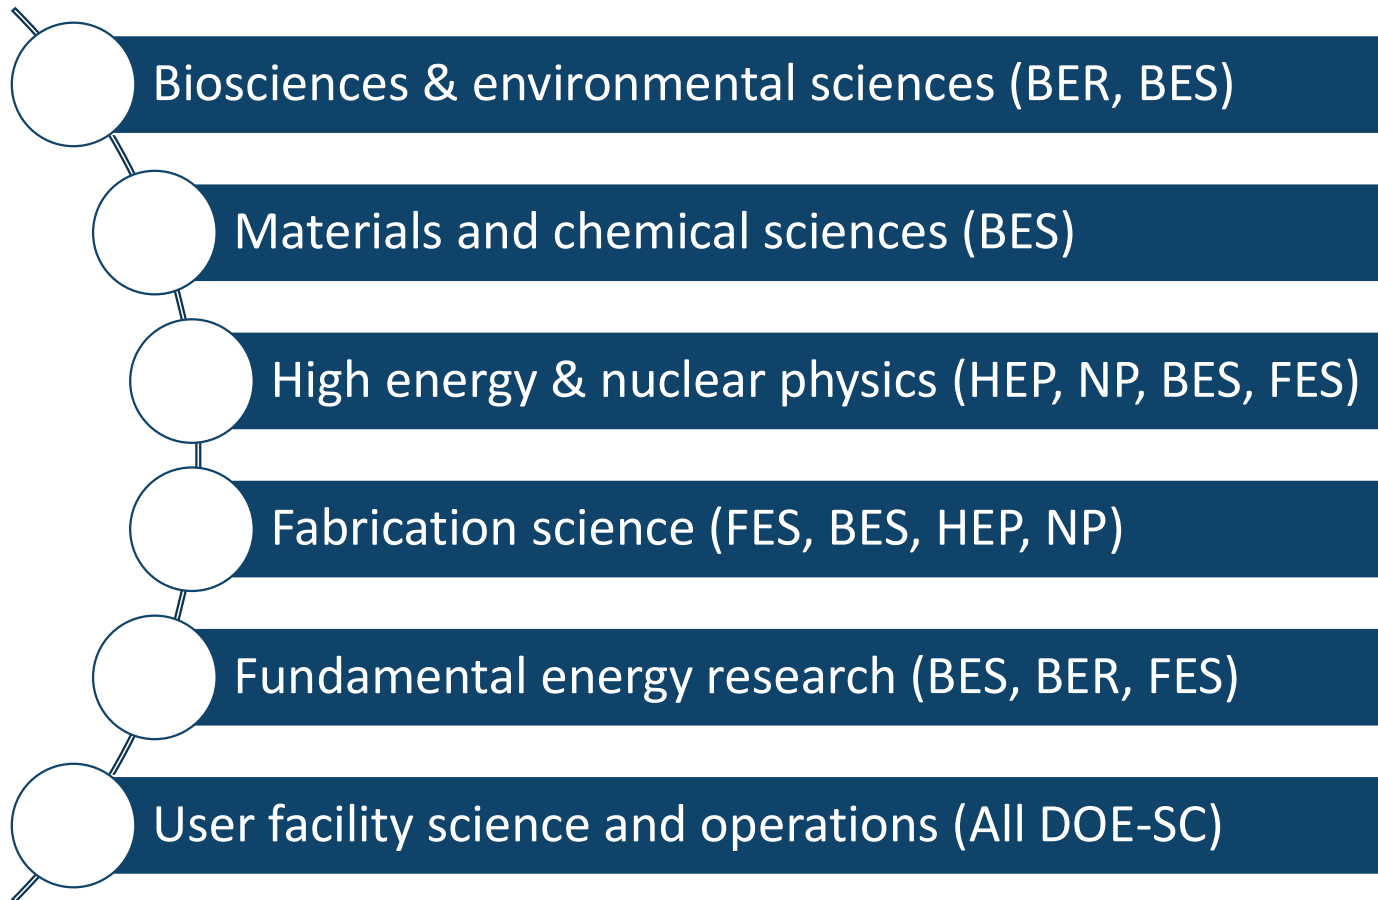 Biosciences & environmental sciences (BER, BES)
Materials and chemical sciences (BES)
High energy & nuclear physics (HEP, NP, BES, FES)
Fabrication science (FES, BES, HEP, NP)
Fundamental energy research (BES, BER, FES)
User facility science and operations (All DOE-SC)